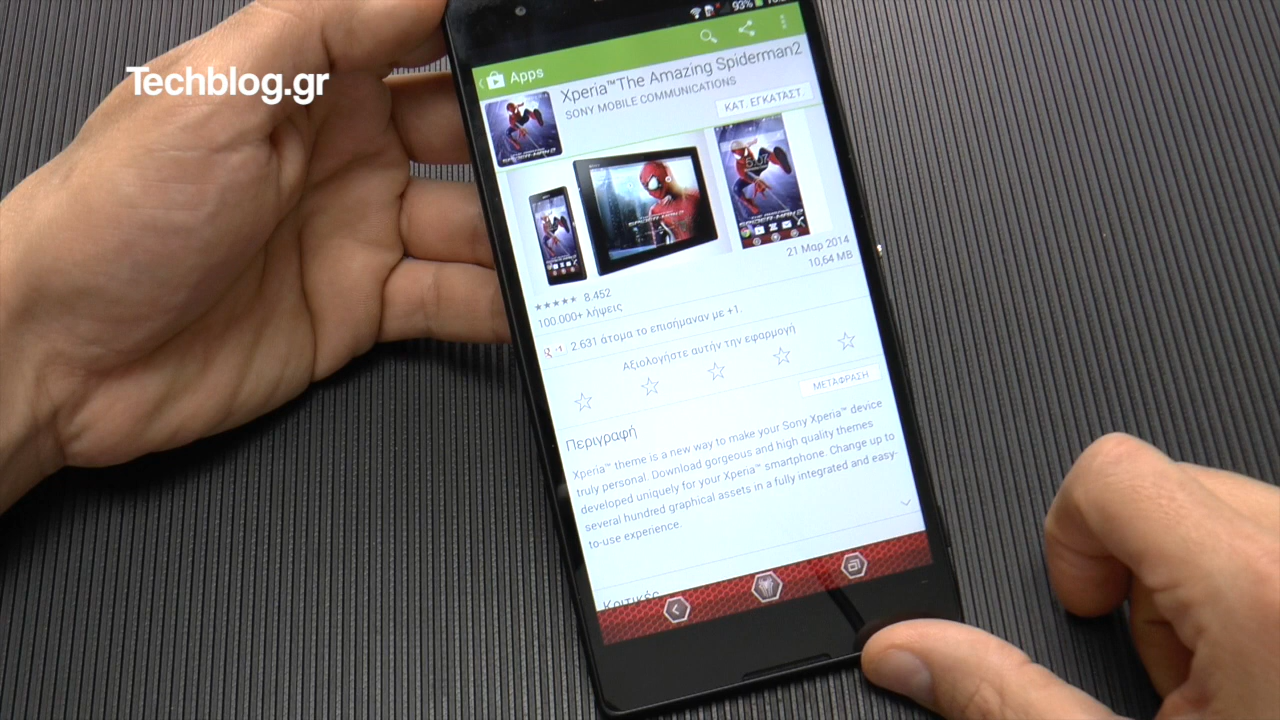 Techblog.gr
93%
Apps
Xperia™The Amazing Spiderman2
SONY MOBILE COMMUNICATIONS
ΚΑΤ. ΕΓΚΑΤΑΣΤ.
5:07
21 Μαρ 2014
10,64 MB
8.452
100.000+ λήψεις
g +1 2.631 άτομα το επισήμαναν με +1.
Αξιολογήστε αυτήν την εφαρμογή
ΜΕΤΑΦΡΑΣΗ
Περιγραφή
Xperia™ theme is a new way to make your Sony Xperia™ device
truly personal. Download gorgeous and high quality themes
developed uniquely for your Xperia™ smartphone. Change up to
several hundred graphical assets in a fully integrated and easy-
to-use experience.
Κριτικές